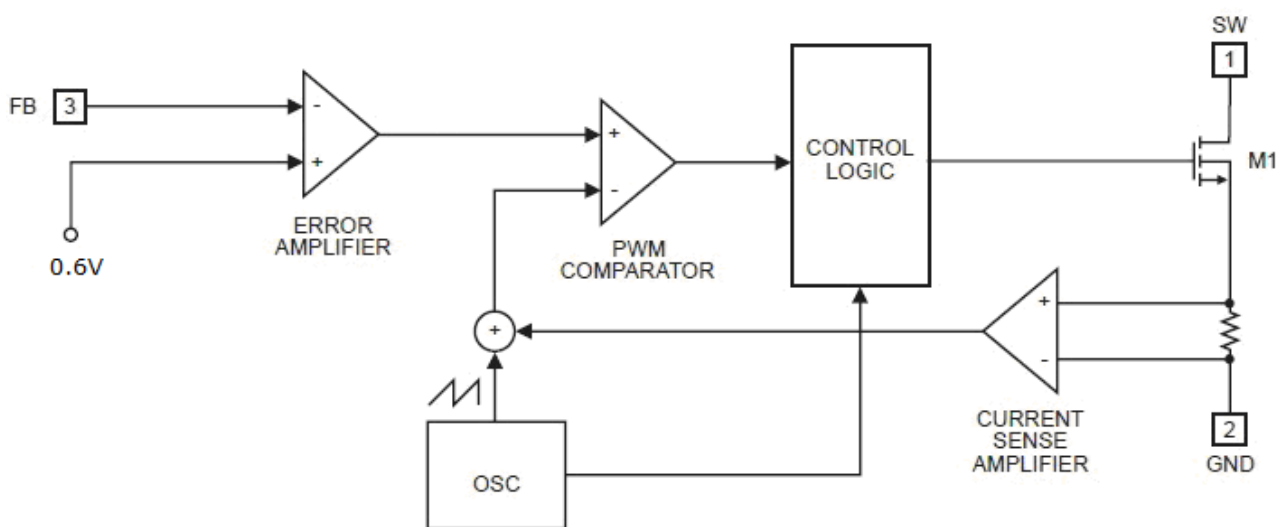 SW
1
FB
3
-
+
0.6V
ERROR
AMPLIFIER
+
-
PWM
COMPARATOR
CONTROL
LOGIC
M1
+
+
-
CURRENT
SENSE
AMPLIFIER
2
GND
OSC